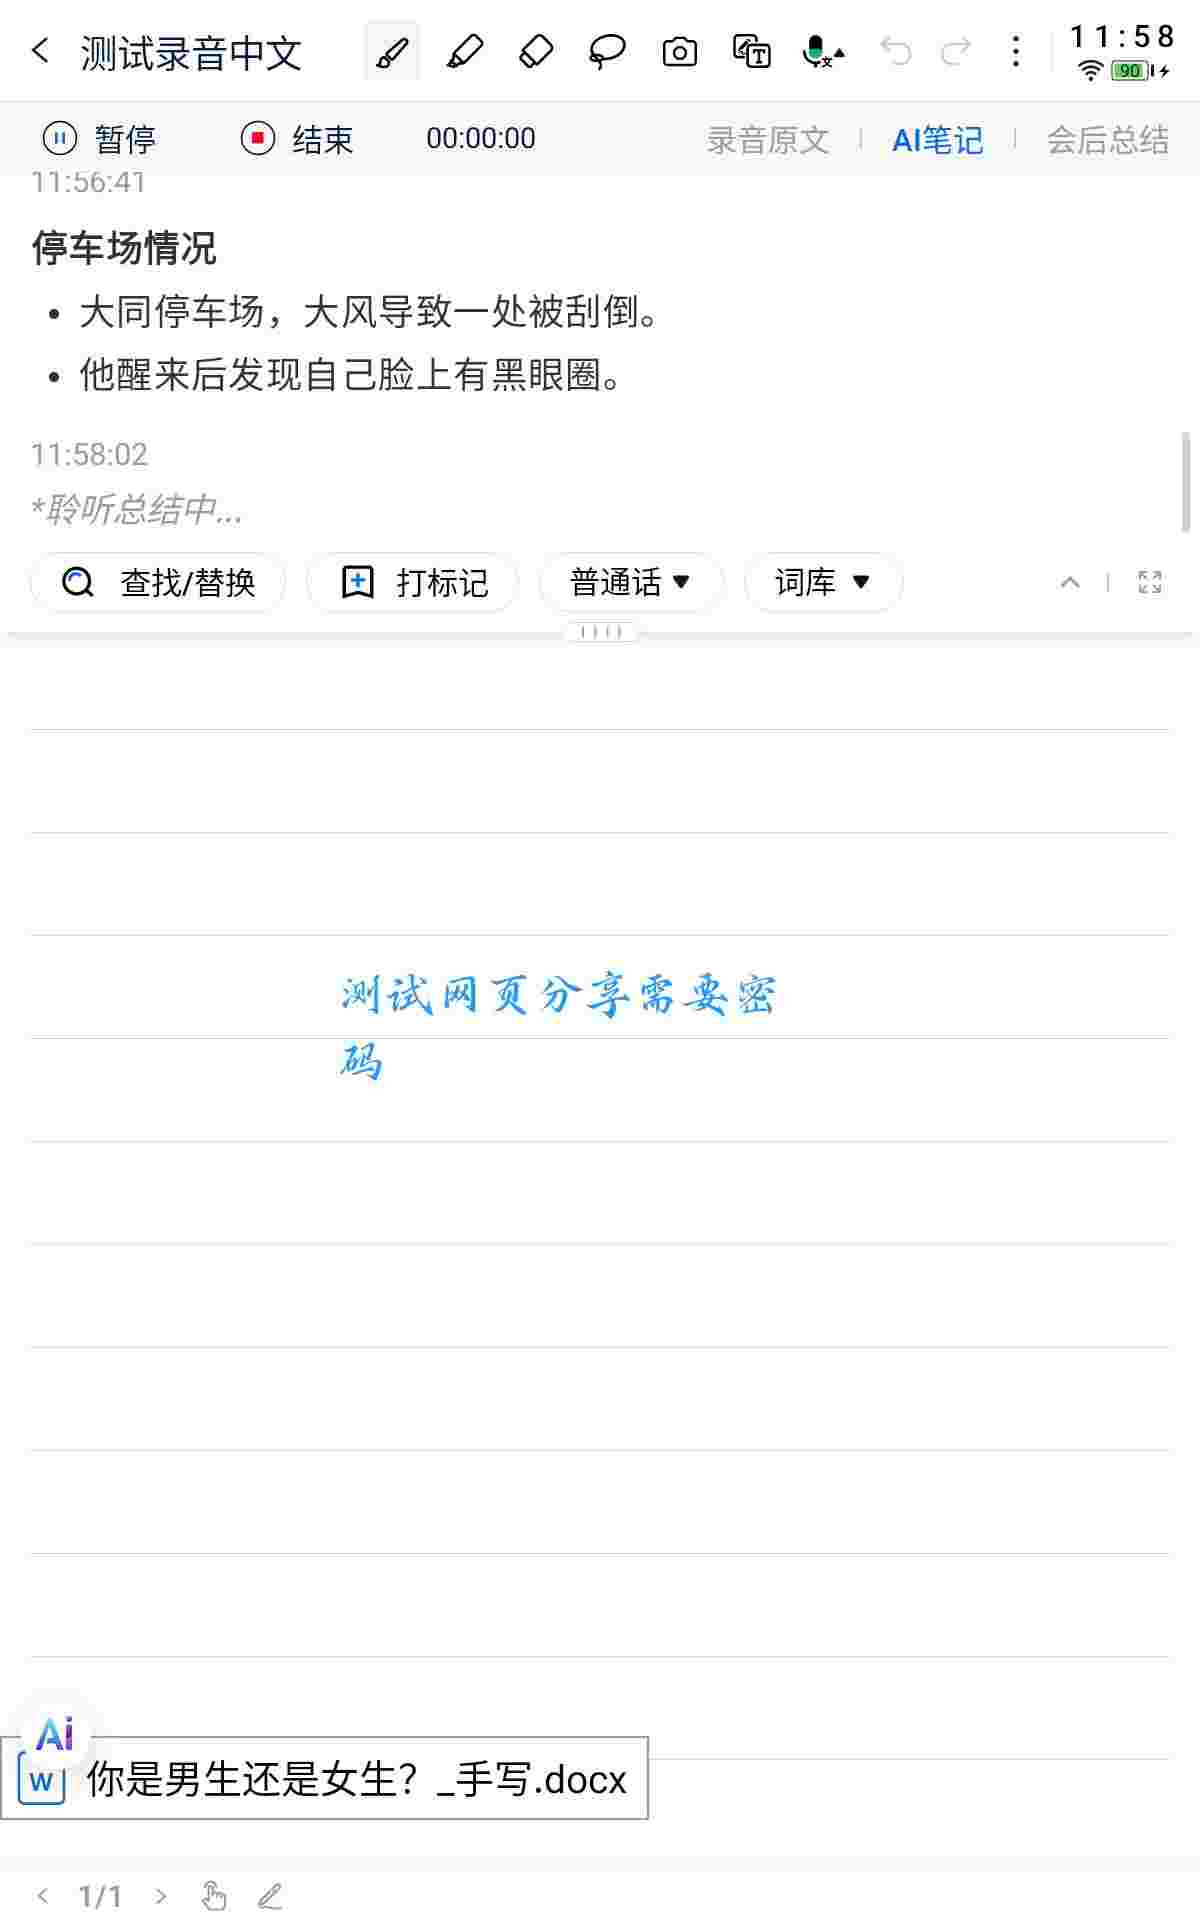 测试录音中文
11:58
90
暂停 结束 00:00:00 录音原文 AI笔记 会后总结
11:56:41
停车场情况
• 大同停车场，大风导致一处被刮倒。
• 他醒来后发现自己脸上有黑眼圈。
11:58:02
*聆听总结中...
查找/替换 打标记 普通话 词库
测试网页分享需要密
码
Ai
W 你是男生还是女生？_手写.docx
1/1